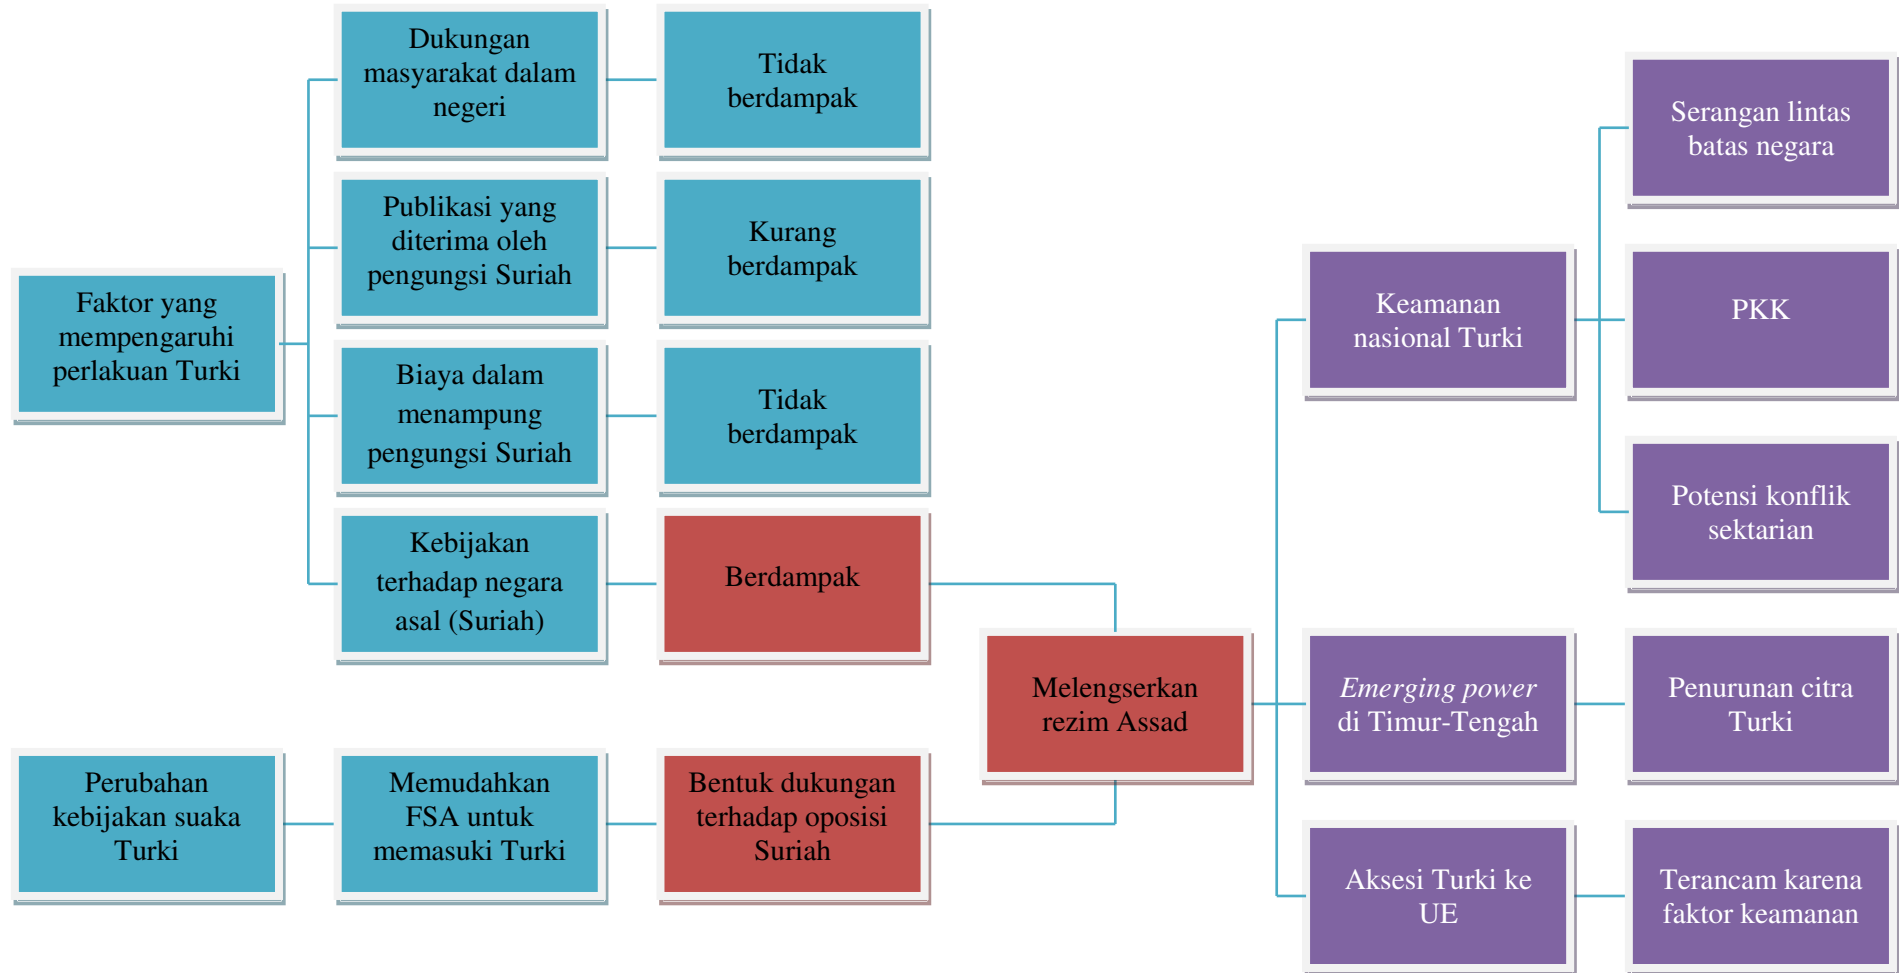 Faktor yang
mempengaruhi
perlakuan Turki
Dukungan
masyarakat dalam
negeri
Tidak
berdampak
Publikasi yang
diterima oleh
pengungsi Suriah
Kurang
berdampak
Biaya dalam
menampung
pengungsi Suriah
Tidak
berdampak
Kebijakan
terhadap negara
asal (Suriah)
Berdampak
Perubahan
kebijakan suaka
Turki
Memudahkan
FSA untuk
memasuki Turki
Bentuk dukungan
terhadap oposisi
Suriah
Melengserkan
rezim Assad
Keamanan
nasional Turki
Serangan lintas
batas negara
PKK
Potensi konflik
sektarian
Emerging power
di Timur-Tengah
Penurunan citra
Turki
Aksesi Turki ke
UE
Terancam karena
faktor keamanan